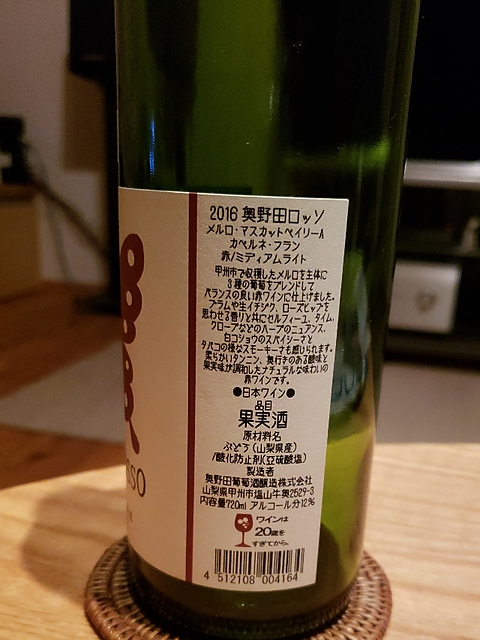 2016 奥野田ロッソ
メルロ・マスカットベイリーA
カベルネ・フラン
赤/ミディアムライト
甲州市で収穫したメルロを主体に
3種の葡萄をブレンドして
バランスの良い赤ワインに仕上げました。
プラムや生イチジク、ローズヒップを
思わせる香りと共にセルフィーユ、タイム、
クローブなどのハーブのニュアンス、
白コショウのスパイシーさと
タバコの様なスモーキーさも感じられます。
柔らかいタンニン、奥行きのある酸味と
果実味が調和したナチュラルな味わいの
赤ワインです。
●日本ワイン●
品目
果実酒
原材料名
ぶどう(山梨県産)
/酸化防止剤(亜硫酸塩)
製造者
奥野田葡萄酒醸造株式会社
山梨県甲州市塩山牛奥2529-3
内容量720ml アルコール分12%
ワインは
20歳を
すぎてから。
4 512108 004164